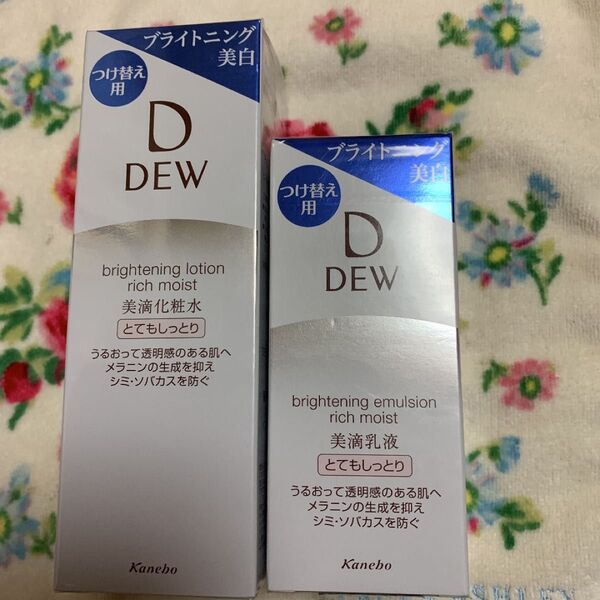 ブライトニング
美白
つけ替え
用
D
DEW
brightening lotion
rich moist
美滴化粧水
とてもしっとり
うるおって透明感のある肌へ
メラニンの生成を抑え
シミ・ソバカスを防ぐ
Kanebo
ブライトニング
美白
つけ替え
用
D
DEW
brightening emulsion
rich moist
美滴乳液
とてもしっとり
うるおって透明感のある肌へ
メラニンの生成を抑え
シミ・ソバカスを防ぐ
Kanebo